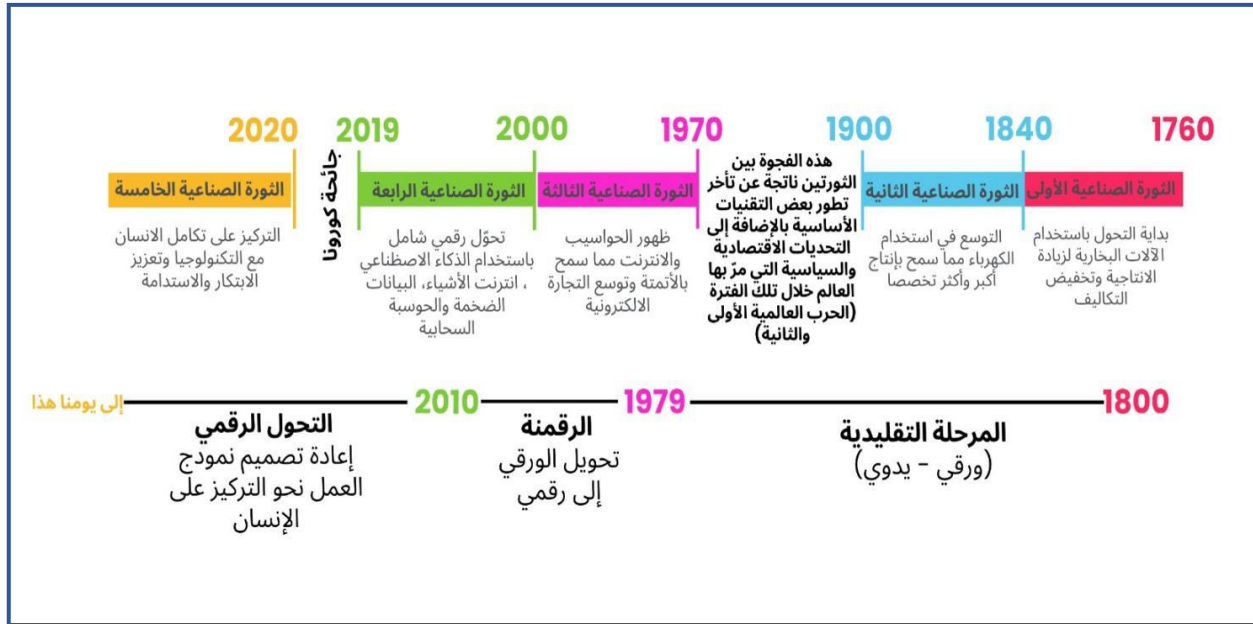 1760
1840
1900
1970
2000
2019
2020
الثورة الصناعية الأولى
بداية التحول باستخدام
الآلات البخارية لزيادة
الانتاجية وتخفيض
التكاليف
الثورة الصناعية الثانية
التوسع في استخدام
الكهرباء مما سمح بإنتاج
أكبر وأكثر تخصصا
هذه الفجوة بين
الثورتين ناتجة عن تأخر
تطور بعض التقنيات
الأساسية بالإضافة إلى
التحديات الاقتصادية
والسياسية التي مرّ بها
العالم خلال تلك الفترة
(الحرب العالمية الأولى
والثانية)
الثورة الصناعية الثالثة
ظهور الحواسيب
والانترنت مما سمح
بالأتمتة وتوسع التجارة
الالكترونية
الثورة الصناعية الرابعة
تحوّل رقمي شامل
باستخدام الذكاء الاصطناعي
، انترنت الأشياء، البيانات
الضخمة والحوسبة
السحابية
جائحة كورونا
الثورة الصناعية الخامسة
التركيز على تكامل الانسان
مع التكنولوجيا وتعزيز
الابتكار والاستدامة
1800
1979
2010
إلى يومنا هذا
المرحلة التقليدية
(ورقي - يدوي)
الرقمنة
تحويل الورقي
إلى رقمي
التحول الرقمي
إعادة تصميم نموذج
العمل نحو التركيز على
الإنسان